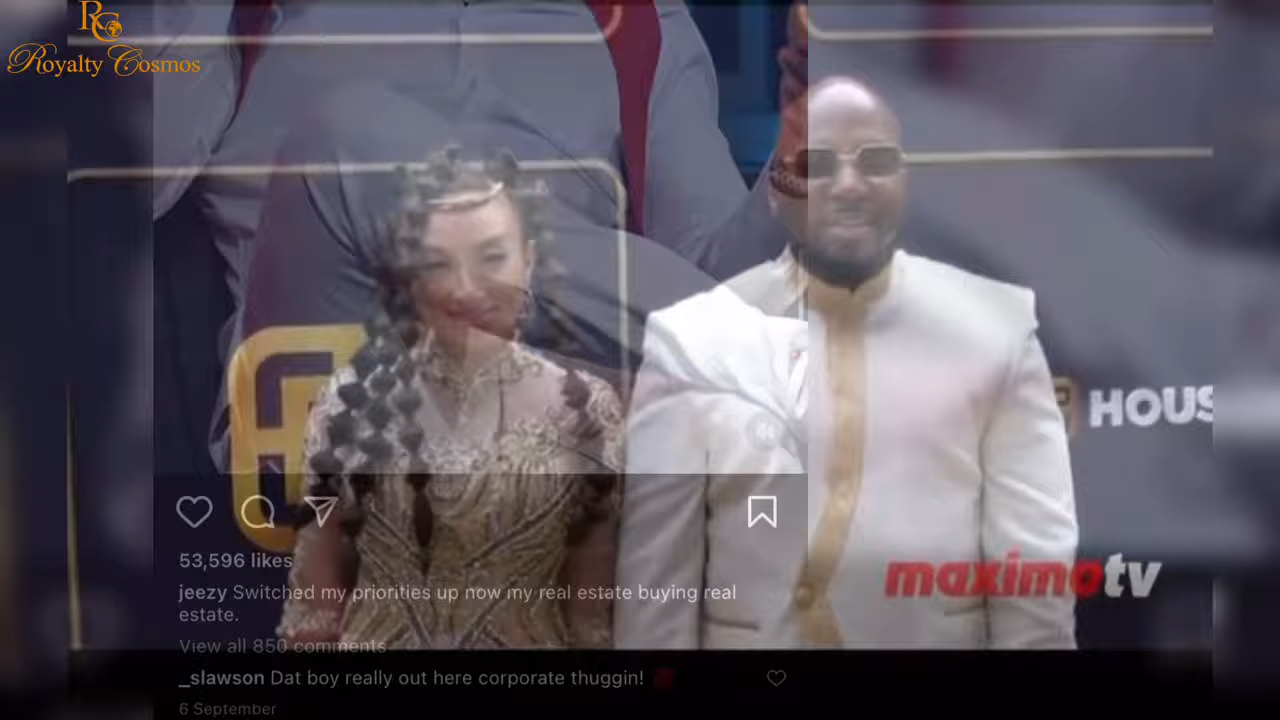 RC
Royalty Cosmos
HOUS
maximotv
53,596 likes
jeezy Switched my priorities up now my real estate buying real
estate.
View all 850 comments
_slawson Dat boy really out here corporate thuggin!
6 September